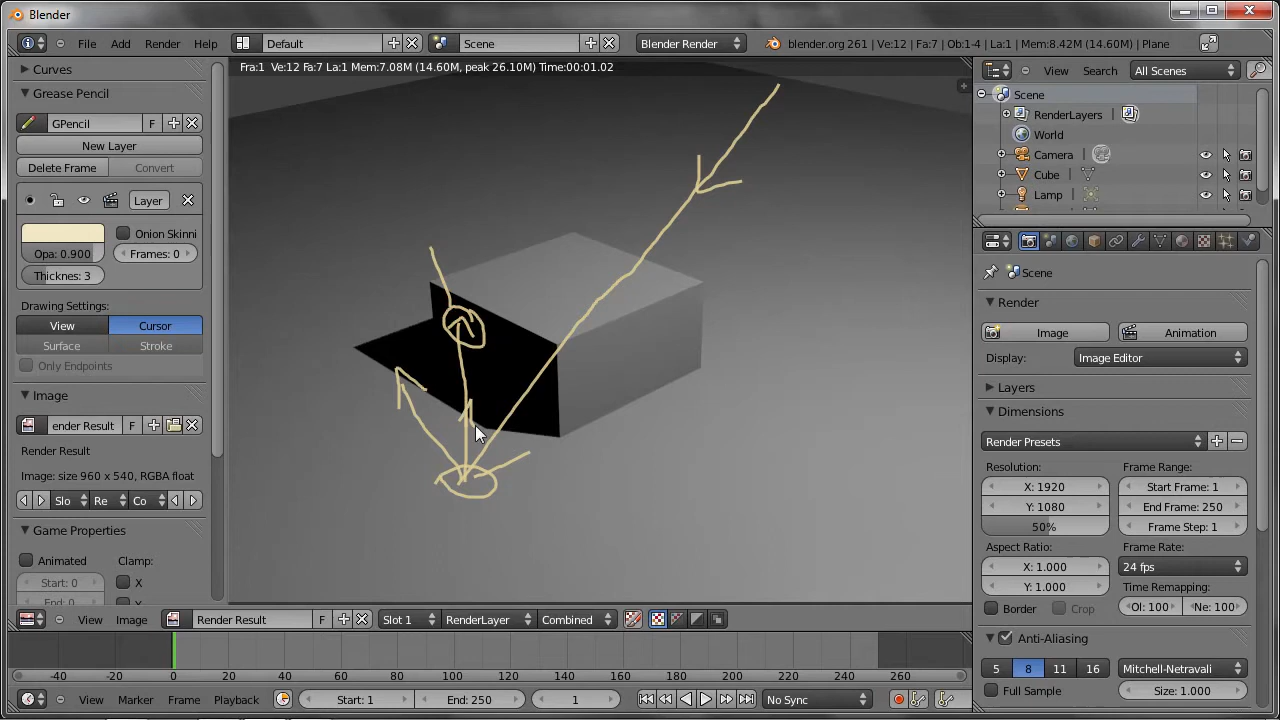 Blender
File Add Render Help Default Scene Blender Render blender.org 261 | Ve:12 | Fa:7 | Ob:1-4 | La:1 | Mem:8.42M (14.60M) | Plane
Fra:1 Ve:12 Fa:7 La:1 Mem:7.08M (14.60M, peak 26.10M) Time:00:01.02
Curves
Grease Pencil
GPencil F
New Layer
Delete Frame Convert
Layer
Onion Skinni
Opa: 0.900 Frames: 0
Thicknes: 3
Drawing Settings:
View Cursor
Surface Stroke
Only Endpoints
Image
ender Result F
Render Result
Image: size 960 x 540, RGBA float
Slo Re Co
Game Properties
Animated Clamp:
Start: 0 X
End: 0 Y
View Image Render Result F Slot 1 RenderLayer Combined
-40 -20 0 20 40 60 80 100 120 140 160 180 200 220 240 260
View Marker Frame Playback Start: 1 End: 250 1 No Sync
View Search All Scenes
Scene
RenderLayers
World
Camera
Cube
Lamp
Scene
Render
Image Animation
Display: Image Editor
Layers
Dimensions
Render Presets
Resolution: Frame Range:
X: 1920 Start Frame: 1
Y: 1080 End Frame: 250
50% Frame Step: 1
Aspect Ratio: Frame Rate:
X: 1.000 24 fps
Y: 1.000 Time Remapping:
Border Crop Ol: 100 Ne: 100
Anti-Aliasing
5 8 11 16 Mitchell-Netravali
Full Sample Size: 1.000